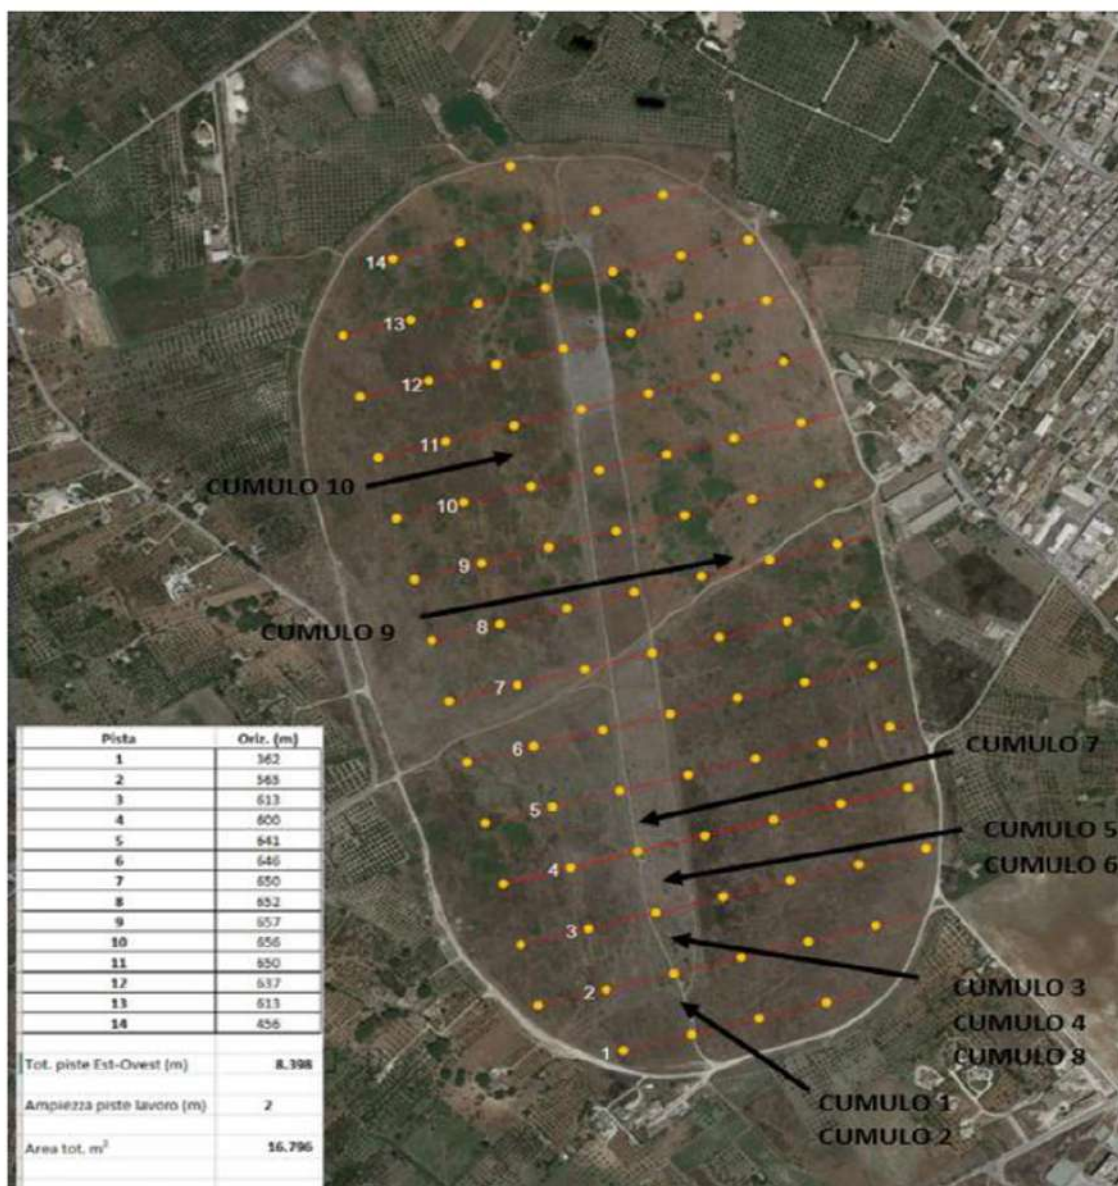 14
13
12
11
CUMULO 10
10
9
CUMULO 9
8
7
6
5
4
3
2
1
CUMULO 7
CUMULO 5
CUMULO 6
CUMULO 3
CUMULO 4
CUMULO 8
CUMULO 1
CUMULO 2
Pista Oriz. (m)
1 362
2 565
3 613
4 600
5 641
6 646
7 650
8 652
9 657
10 656
11 650
12 637
13 613
14 456
Tot. piste Est-Ovest (m) 8.398
Ampiezza piste lavoro (m) 2
Area tot. m² 16.796